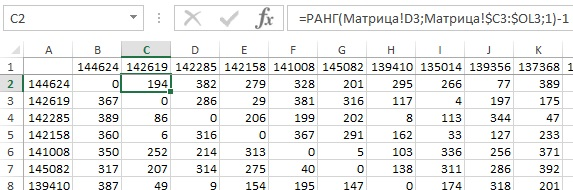 C2 fx =РАНГ(Матрица!D3;Матрица!$C3:$OL3;1)-1
A B C D E F G H I J K
1 144624 142619 142285 142158 141008 145082 139410 135014 139356 137368
2 144624 0 194 382 279 328 201 295 266 77 389
3 142619 367 0 286 29 381 316 117 4 197 175
4 142285 389 86 0 206 199 202 8 113 344 47
5 142158 360 6 316 0 367 291 162 33 127 233
6 141008 350 252 214 313 0 5 103 336 256 371
7 145082 317 207 314 275 40 0 138 311 286 392
8 139410 387 49 9 154 195 147 0 174 318